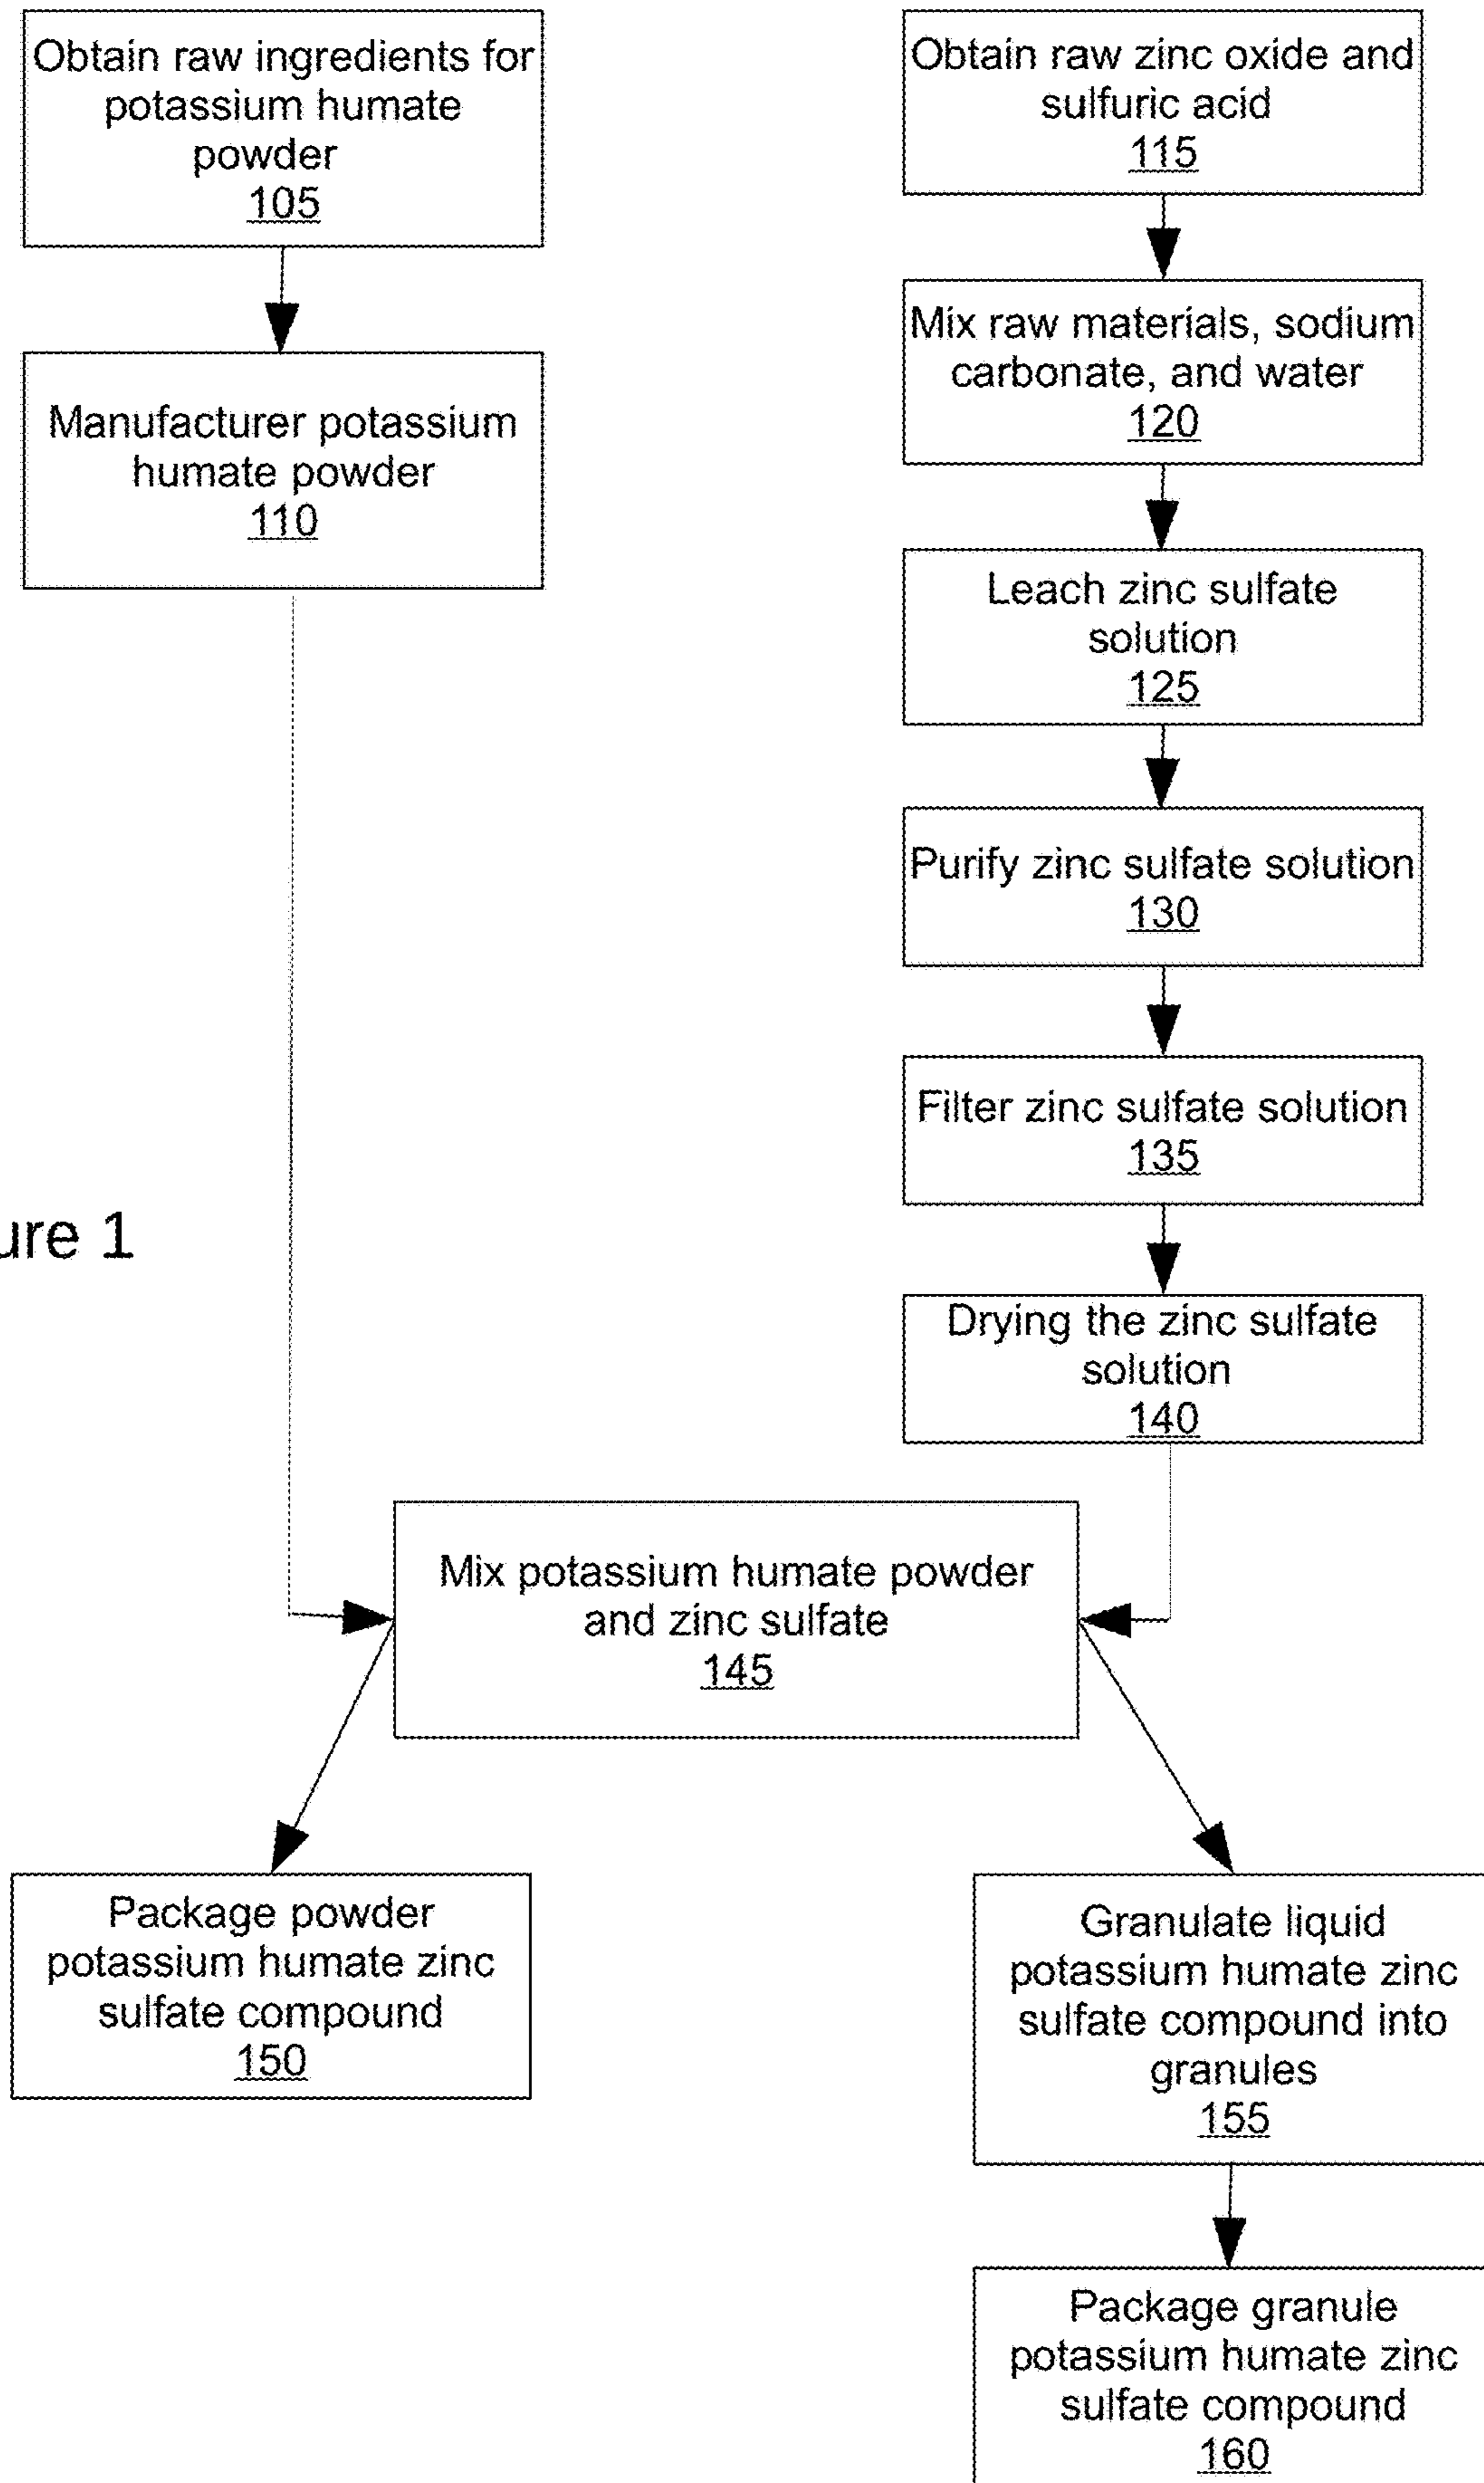 Obtain raw ingredients for
potassium humate
powder
105
Manufacturer potassium
humate powder
110
Obtain raw zinc oxide and
sulfuric acid
115
Mix raw materials, sodium
carbonate, and water
120
Leach zinc sulfate
solution
125
Purify zinc sulfate solution
130
Filter zinc sulfate solution
135
ure 1
Drying the zinc sulfate
solution
140
Mix potassium humate powder
and zinc sulfate
145
Package powder
potassium humate zinc
sulfate compound
150
Granulate liquid
potassium humate zinc
sulfate compound into
granules
155
Package granule
potassium humate zinc
sulfate compound
160